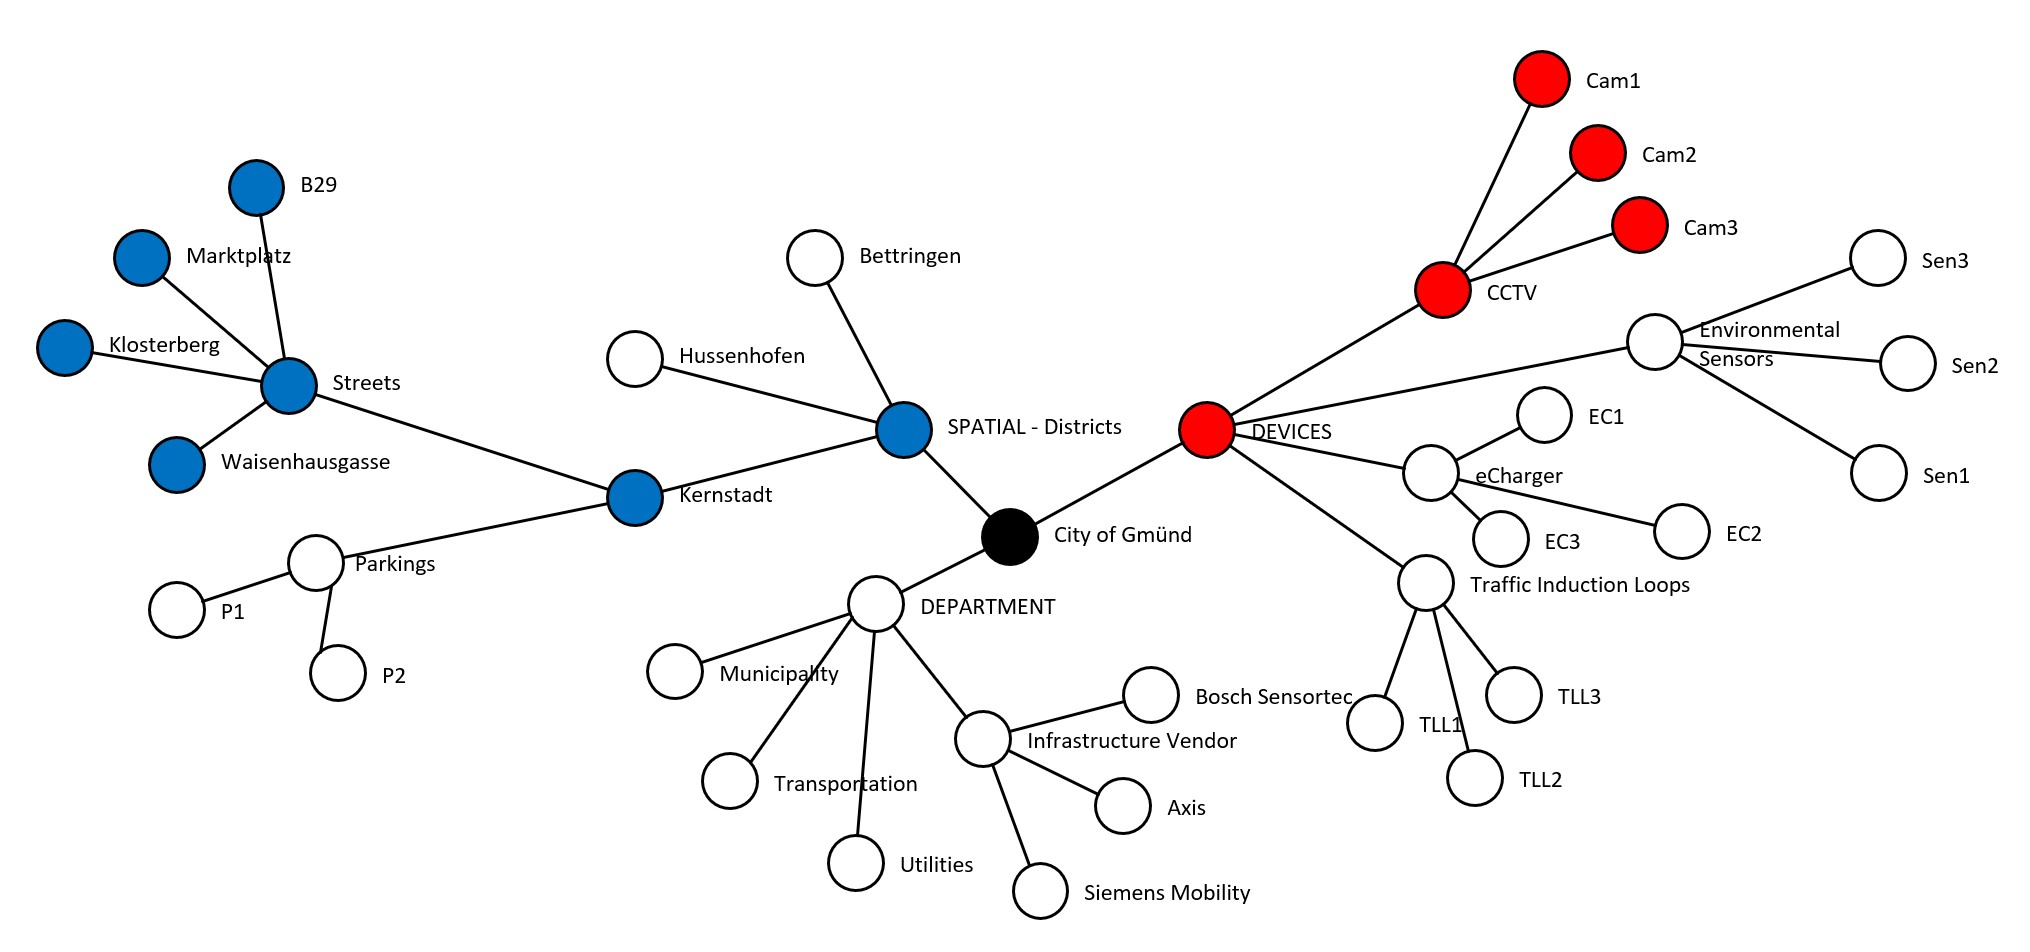 Cam1
Cam2
B29
Cam3
Marktplatz
Bettringen
Sen3
CCTV
Environmental
Sensors
Klosterberg
Hussenhofen
Sen2
Streets
EC1
SPATIAL - Districts
DEVICES
Waisenhausgasse
eCharger
Sen1
Kernstadt
City of Gmünd
EC3
EC2
Parkings
Traffic Induction Loops
P1
DEPARTMENT
P2
Municipality
Bosch Sensortec
TLL3
TLL1
Infrastructure Vendor
Transportation
TLL2
Axis
Utilities
Siemens Mobility